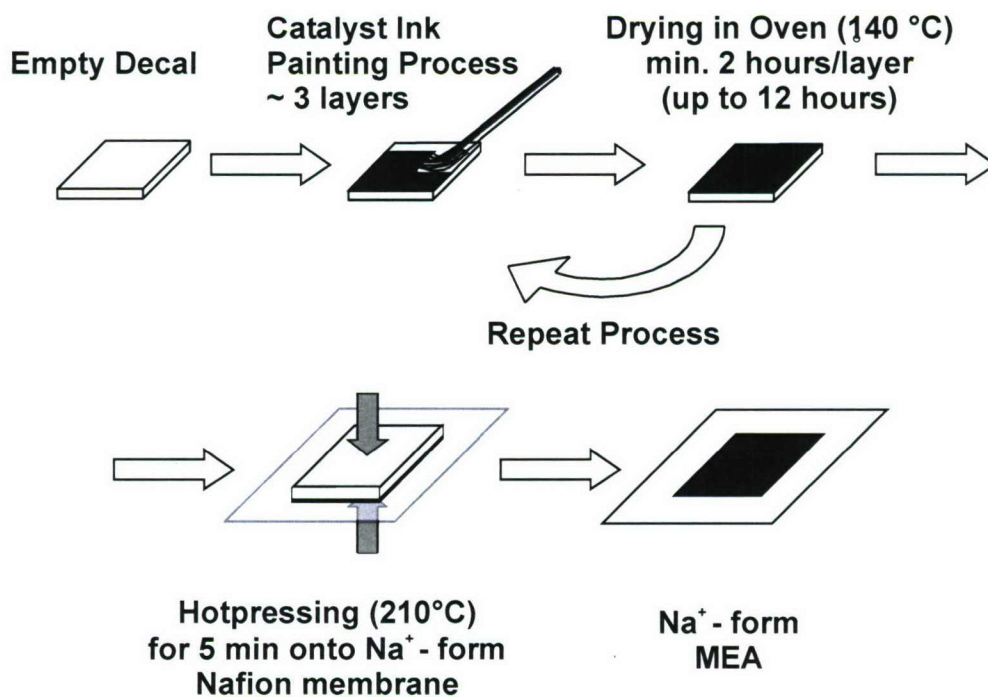 Empty Decal
Catalyst Ink
Painting Process
~ 3 layers
Drying in Oven (140 °C)
min. 2 hours/layer
(up to 12 hours)
Repeat Process
Hotpressing (210°C)
for 5 min onto Na⁺ - form
Nafion membrane
Na⁺ - form
MEA